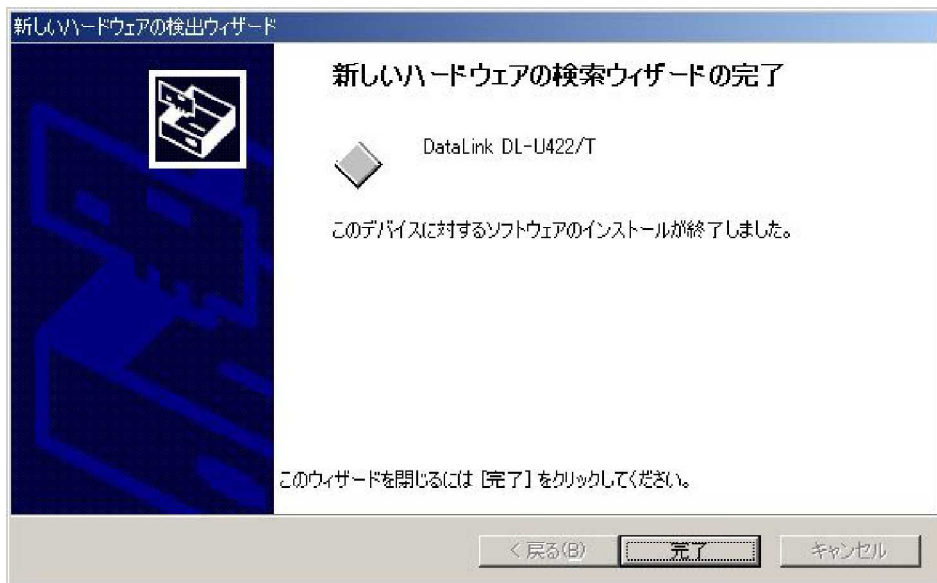 新しいハードウェアの検出ウィザード
新しいハードウェアの検索ウィザードの完了
DataLink DL-U422/T
このデバイスに対するソフトウェアのインストールが終了しました。
このウィザードを閉じるには [完了] をクリックしてください。
< 戻る(B) 完了 キャンセル